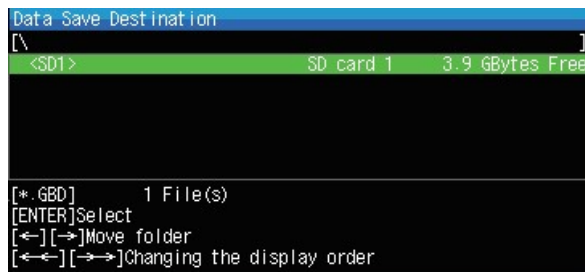 Data Save Destination
[\ ]
<SD1> SD card 1 3.9 GBytes Free
[*.GBD] 1 File(s)
[ENTER]Select
[←][→]Move folder
[←←][→→]Changing the display order